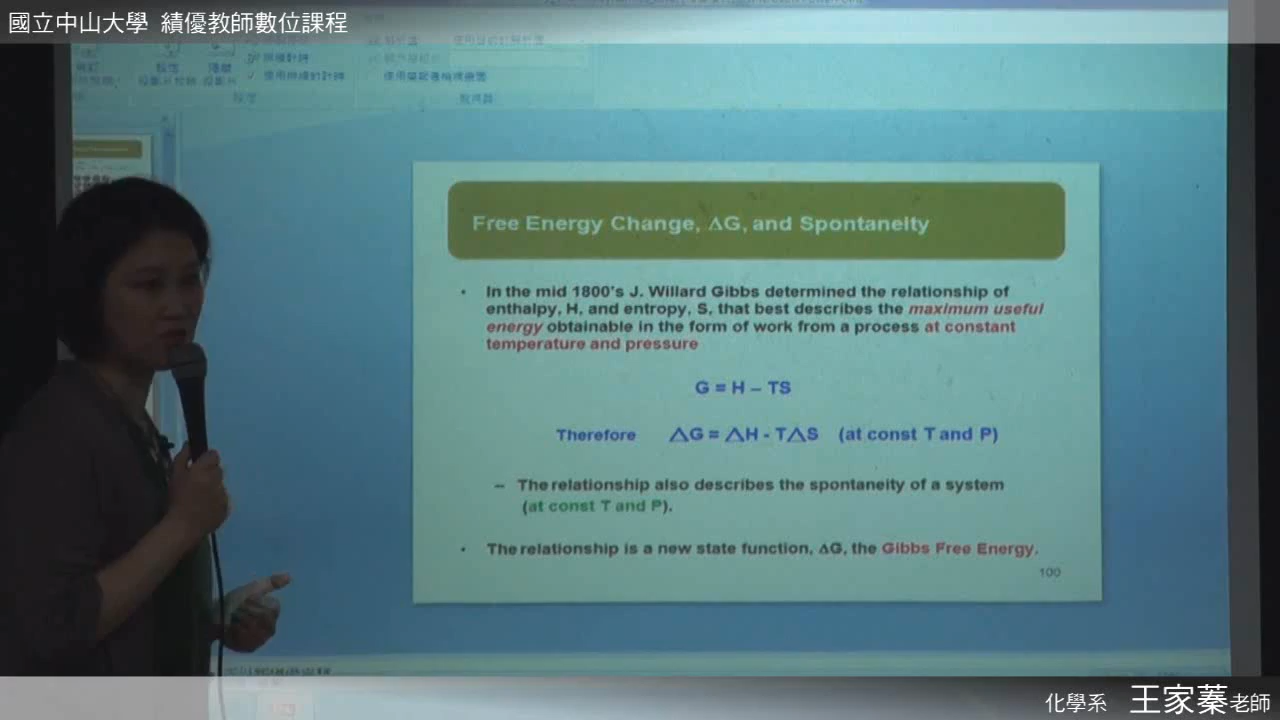 國立中山大學 績優教師數位課程
Free Energy Change, ΔG, and Spontaneity
• In the mid 1800's J. Willard Gibbs determined the relationship of
enthalpy, H, and entropy, S, that best describes the maximum useful
energy obtainable in the form of work from a process at constant
temperature and pressure
G = H – TS
Therefore △G = △H - T△S (at const T and P)
– The relationship also describes the spontaneity of a system
(at const T and P).
• The relationship is a new state function, ΔG, the Gibbs Free Energy.
100
化學系 王家蓁老師